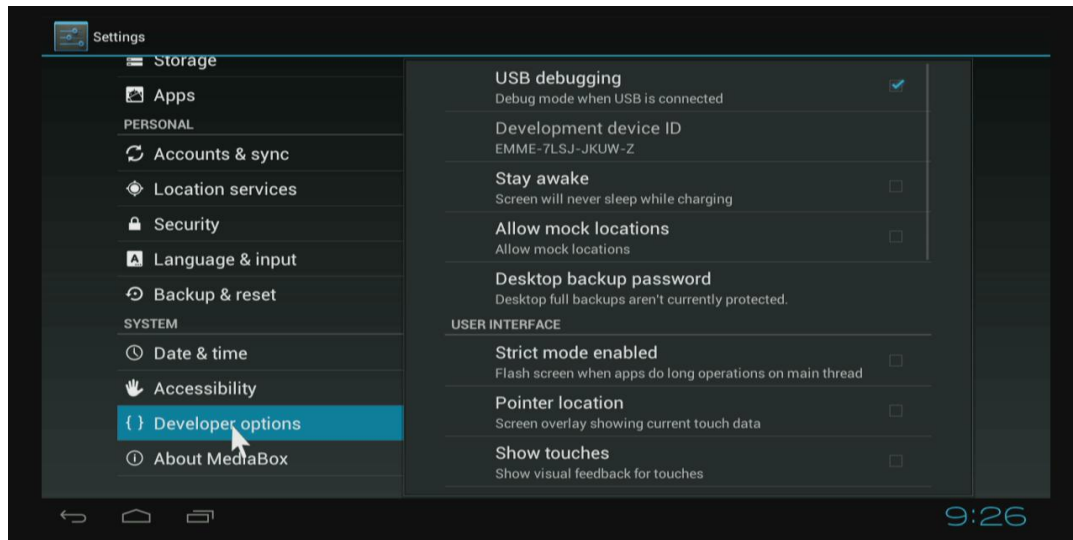 Settings
Storage
Apps
PERSONAL
Accounts & sync
Location services
Security
Language & input
Backup & reset
SYSTEM
Date & time
Accessibility
{ } Developer options
About MediaBox
USB debugging
Debug mode when USB is connected
Development device ID
EMME-7LSJ-JKUW-Z
Stay awake
Screen will never sleep while charging
Allow mock locations
Allow mock locations
Desktop backup password
Desktop full backups aren't currently protected.
USER INTERFACE
Strict mode enabled
Flash screen when apps do long operations on main thread
Pointer location
Screen overlay showing current touch data
Show touches
Show visual feedback for touches
9:26